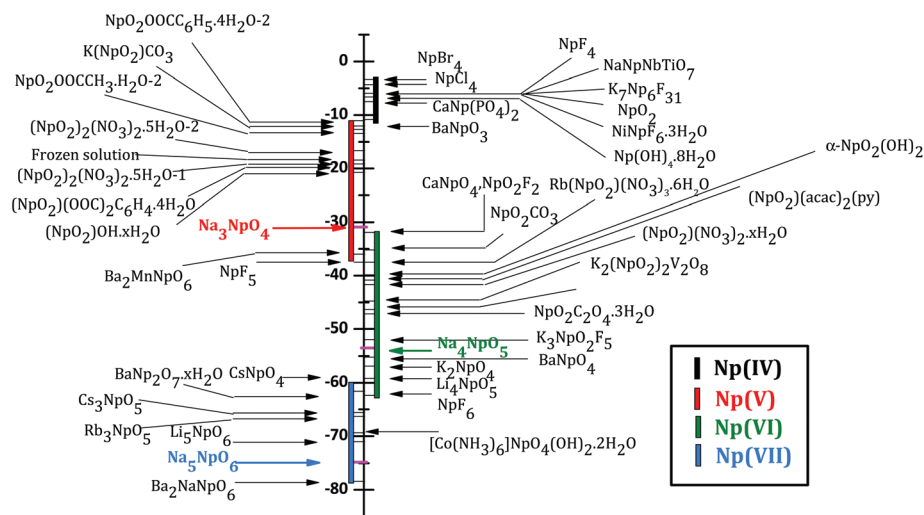 NpO2OOCC6H5.4H2O-2
K(NpO2)CO3
NpO2OOCCH3.H2O-2
(NpO2)2(NO3)2.5H2O-2
Frozen solution
(NpO2)2(NO3)2.5H2O-1
(NpO2)(OOC)2C6H4.4H2O
(NpO2)OH.xH2O
Na3NpO4
Ba2MnNpO6
NpF5
BaNp2O7.xH2O
CsNpO4
Cs3NpO5
Rb3NpO5
Li5NpO6
Na5NpO6
Ba2NaNpO6
0
-10
-20
-30
-40
-50
-60
-70
-80
NpBr4
NpCl4
CaNp(PO4)2
BaNpO3
NpF4
NaNpNbTiO7
K7Np6F31
NpO2
NiNpF6.3H2O
Np(OH)4.8H2O
α-NpO2(OH)2
CaNpO4,NpO2F2
Rb(NpO2)(NO3)3.6H2O
(NpO2)(acac)2(py)
NpO2CO3
(NpO2)(NO3)2.xH2O
K2(NpO2)2V2O8
NpO2C2O4.3H2O
K3NpO2F5
Na4NpO5
BaNpO4
K2NpO4
Li4NpO5
NpF6
[Co(NH3)6]NpO4(OH)2.2H2O
Np(IV)
Np(V)
Np(VI)
Np(VII)